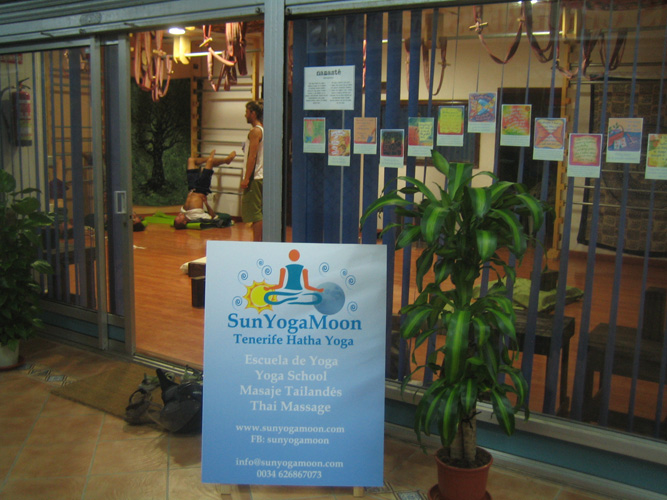 namasté
SunYogaMoon
Tenerife Hatha Yoga
Escuela de Yoga
Yoga School
Masaje Tailandés
Thai Massage
www.sunyogamoon.com
FB: sunyogamoon
info@sunyogamoon.com
0034 626867073